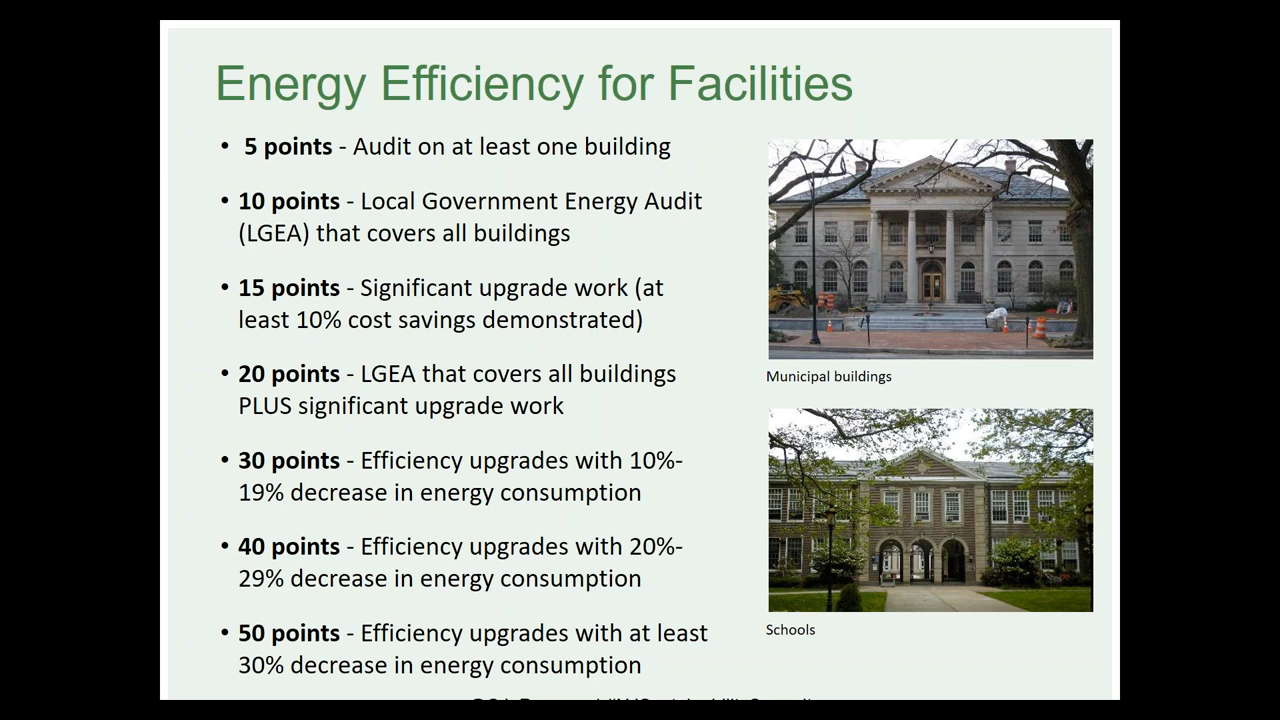 Energy Efficiency for Facilities
• 5 points - Audit on at least one building
• 10 points - Local Government Energy Audit
(LGEA) that covers all buildings
• 15 points - Significant upgrade work (at
least 10% cost savings demonstrated)
• 20 points - LGEA that covers all buildings
PLUS significant upgrade work
• 30 points - Efficiency upgrades with 10%-
19% decrease in energy consumption
• 40 points - Efficiency upgrades with 20%-
29% decrease in energy consumption
• 50 points - Efficiency upgrades with at least
30% decrease in energy consumption
Municipal buildings
Schools